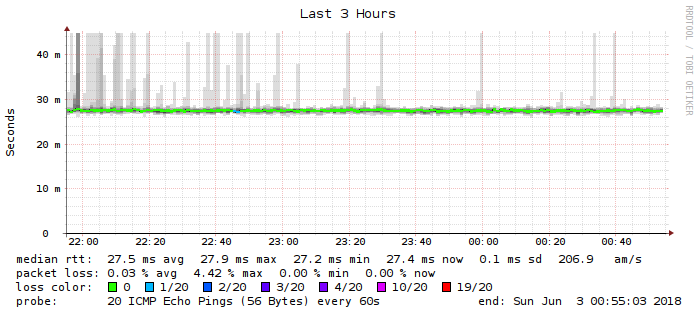 Last 3 Hours
RRDTOOL / TOBI OETIKER
Seconds
40 m
30 m
20 m
10 m
0
22:00 22:20 22:40 23:00 23:20 23:40 00:00 00:20 00:40
median rtt: 27.5 ms avg 27.9 ms max 27.2 ms min 27.4 ms now 0.1 ms sd 206.9 am/s
packet loss: 0.03 % avg 4.42 % max 0.00 % min 0.00 % now
loss color: 0 1/20 2/20 3/20 4/20 10/20 19/20
probe: 20 ICMP Echo Pings (56 Bytes) every 60s end: Sun Jun 3 00:55:03 2018